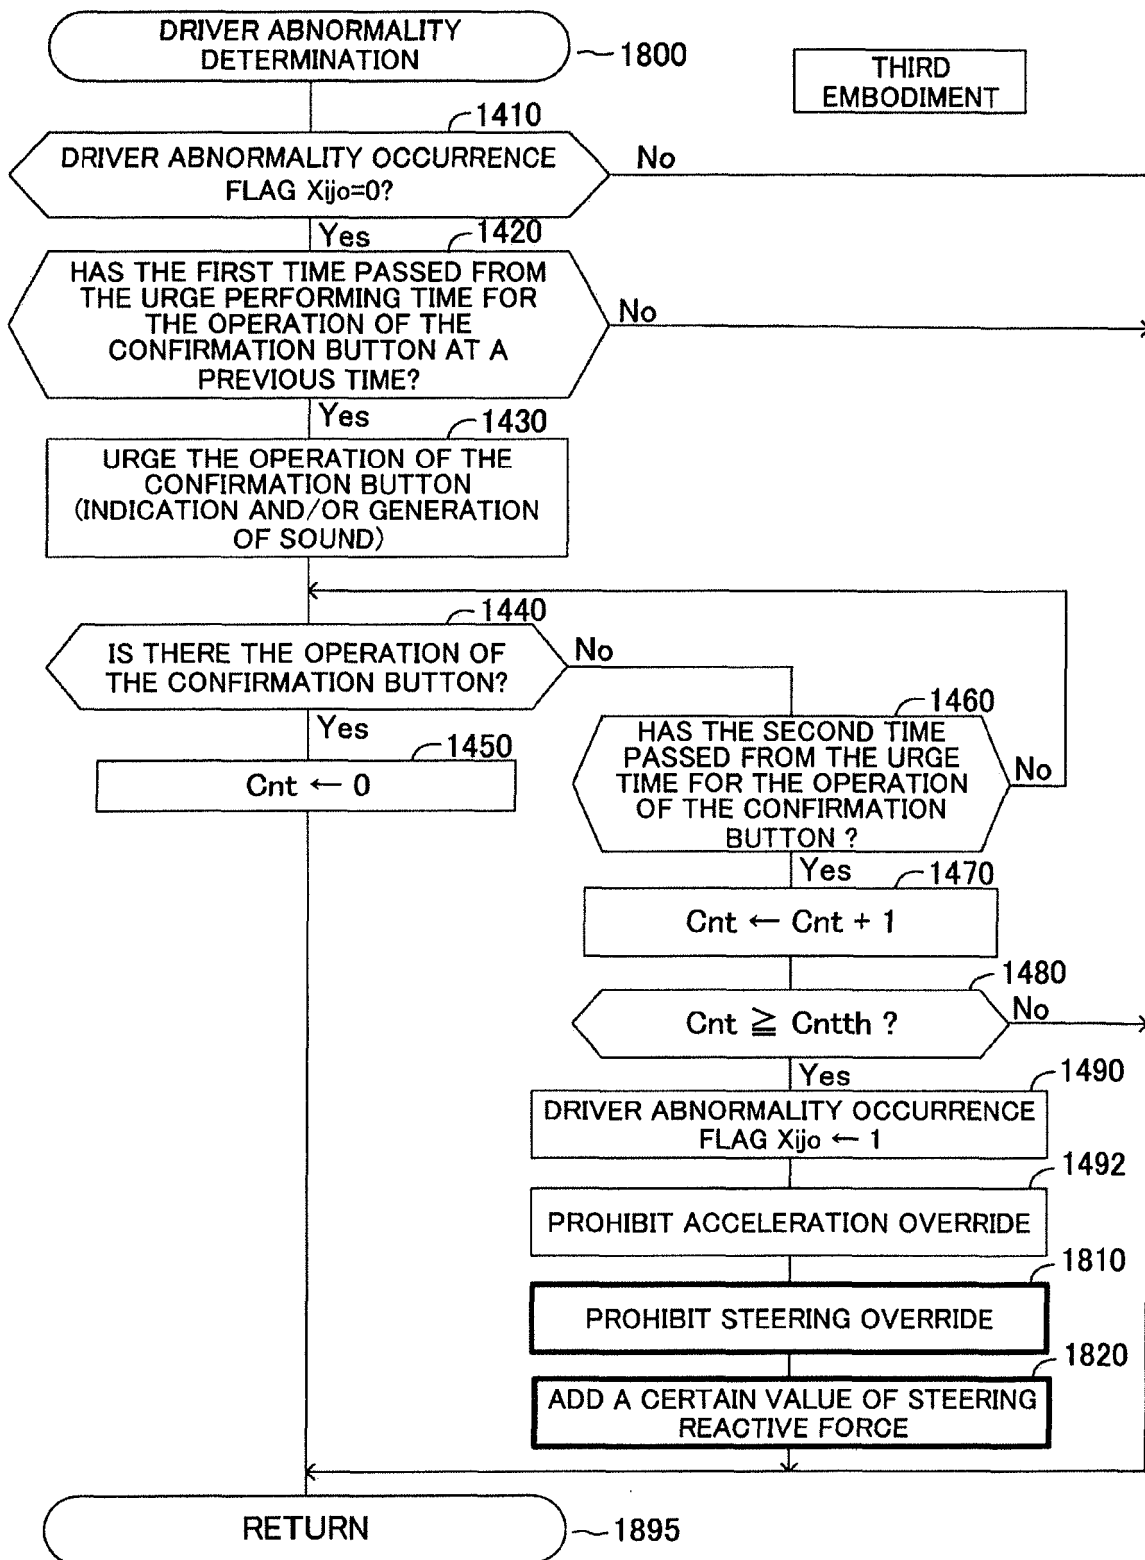 DRIVER ABNORMALITY
DETERMINATION
1800
THIRD
EMBODIMENT
1410
DRIVER ABNORMALITY OCCURRENCE
FLAG Xijo=0?
No
Yes
1420
HAS THE FIRST TIME PASSED FROM
THE URGE PERFORMING TIME FOR
THE OPERATION OF THE
CONFIRMATION BUTTON AT A
PREVIOUS TIME?
No
Yes
1430
URGE THE OPERATION OF THE
CONFIRMATION BUTTON
(INDICATION AND/OR GENERATION
OF SOUND)
1440
IS THERE THE OPERATION OF
THE CONFIRMATION BUTTON?
No
Yes
1450
Cnt ← 0
1460
HAS THE SECOND TIME
PASSED FROM THE URGE
TIME FOR THE OPERATION
OF THE CONFIRMATION
BUTTON ?
No
Yes
1470
Cnt ← Cnt + 1
1480
Cnt ≧ Cntth ?
No
Yes
1490
DRIVER ABNORMALITY OCCURRENCE
FLAG Xijo ← 1
1492
PROHIBIT ACCELERATION OVERRIDE
1810
PROHIBIT STEERING OVERRIDE
1820
ADD A CERTAIN VALUE OF STEERING
REACTIVE FORCE
RETURN
1895